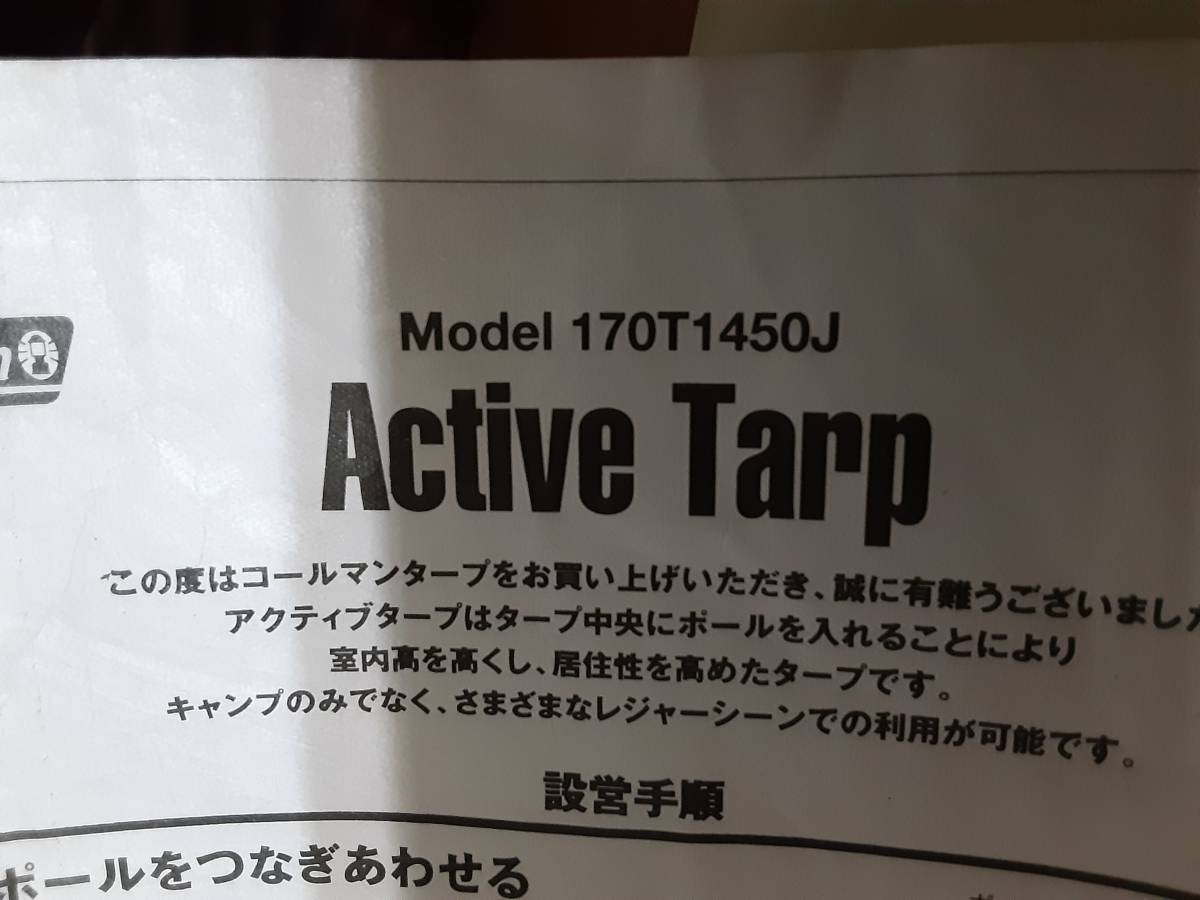 Model 170T1450J
Active Tarp
この度はコールマンタープをお買い上げいただき、誠に有難うございました
アクティブタープはタープ中央にポールを入れることにより
室内高を高くし、居住性を高めたタープです。
キャンプのみでなく、さまざまなレジャーシーンでの利用が可能です。
設営手順
ポールをつなぎあわせる